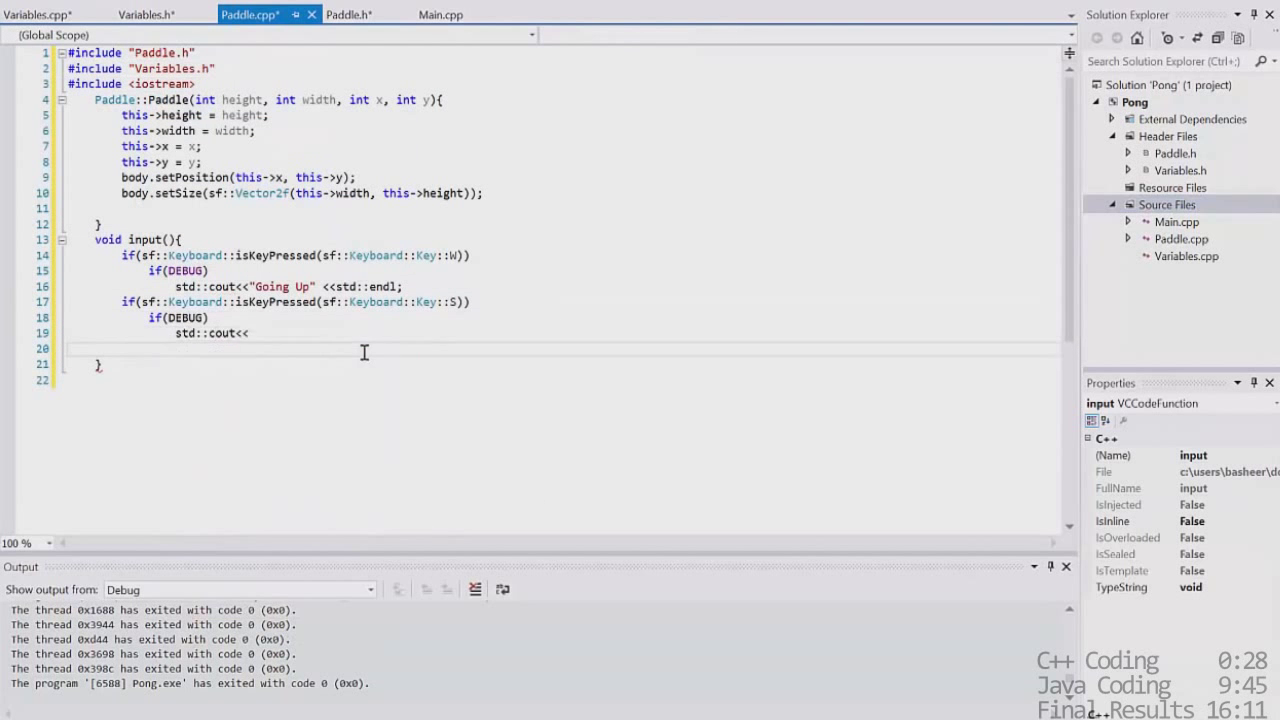 Variables.cpp* Variables.h* Paddle.cpp* Paddle.h* Main.cpp
(Global Scope)
1 #include "Paddle.h"
2 #include "Variables.h"
3 #include <iostream>
4 Paddle::Paddle(int height, int width, int x, int y){
5 this->height = height;
6 this->width = width;
7 this->x = x;
8 this->y = y;
9 body.setPosition(this->x, this->y);
10 body.setSize(sf::Vector2f(this->width, this->height));
11
12 }
13 void input(){
14 if(sf::Keyboard::isKeyPressed(sf::Keyboard::Key::W))
15 if(DEBUG)
16 std::cout<<"Going Up" <<std::endl;
17 if(sf::Keyboard::isKeyPressed(sf::Keyboard::Key::S))
18 if(DEBUG)
19 std::cout<<
20
21 }
22
100 %
Output
Show output from: Debug
The thread 0x1688 has exited with code 0 (0x0).
The thread 0x3944 has exited with code 0 (0x0).
The thread 0xd44 has exited with code 0 (0x0).
The thread 0x3698 has exited with code 0 (0x0).
The thread 0x398c has exited with code 0 (0x0).
The program '[6588] Pong.exe' has exited with code 0 (0x0).
Solution Explorer
Search Solution Explorer (Ctrl+;)
Solution 'Pong' (1 project)
Pong
External Dependencies
Header Files
Paddle.h
Variables.h
Resource Files
Source Files
Main.cpp
Paddle.cpp
Variables.cpp
Properties
input VCCodeFunction
C++
(Name) input
File c:\users\basheer\do
FullName input
IsInjected False
IsInline False
IsOverloaded False
IsSealed False
IsTemplate False
TypeString void
C++ Coding 0:28
Java Coding 9:45
Final Results 16:11
C++